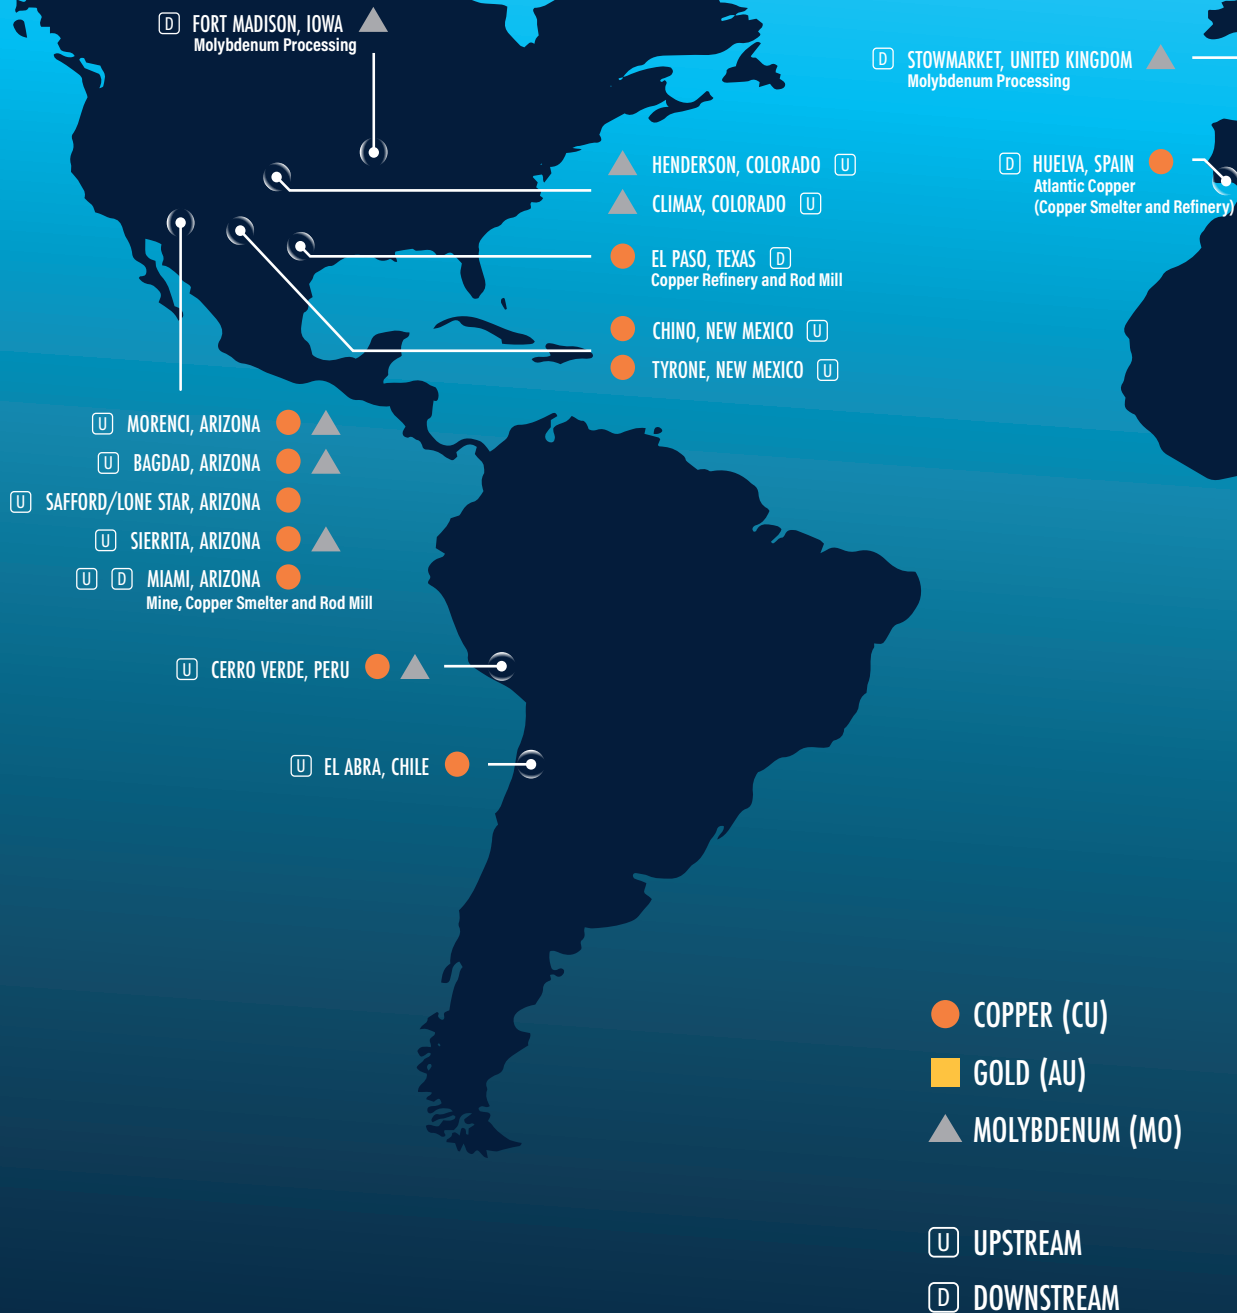 D FORT MADISON, IOWA
Molybdenum Processing
D STOWMARKET, UNITED KINGDOM
Molybdenum Processing
HENDERSON, COLORADO U
CLIMAX, COLORADO U
D HUELVA, SPAIN
Atlantic Copper
(Copper Smelter and Refinery)
EL PASO, TEXAS D
Copper Refinery and Rod Mill
CHINO, NEW MEXICO U
TYRONE, NEW MEXICO U
U MORENCI, ARIZONA
U BAGDAD, ARIZONA
U SAFFORD/LONE STAR, ARIZONA
U SIERRITA, ARIZONA
U D MIAMI, ARIZONA
Mine, Copper Smelter and Rod Mill
U CERRO VERDE, PERU
U EL ABRA, CHILE
COPPER (CU)
GOLD (AU)
MOLYBDENUM (MO)
U UPSTREAM
D DOWNSTREAM